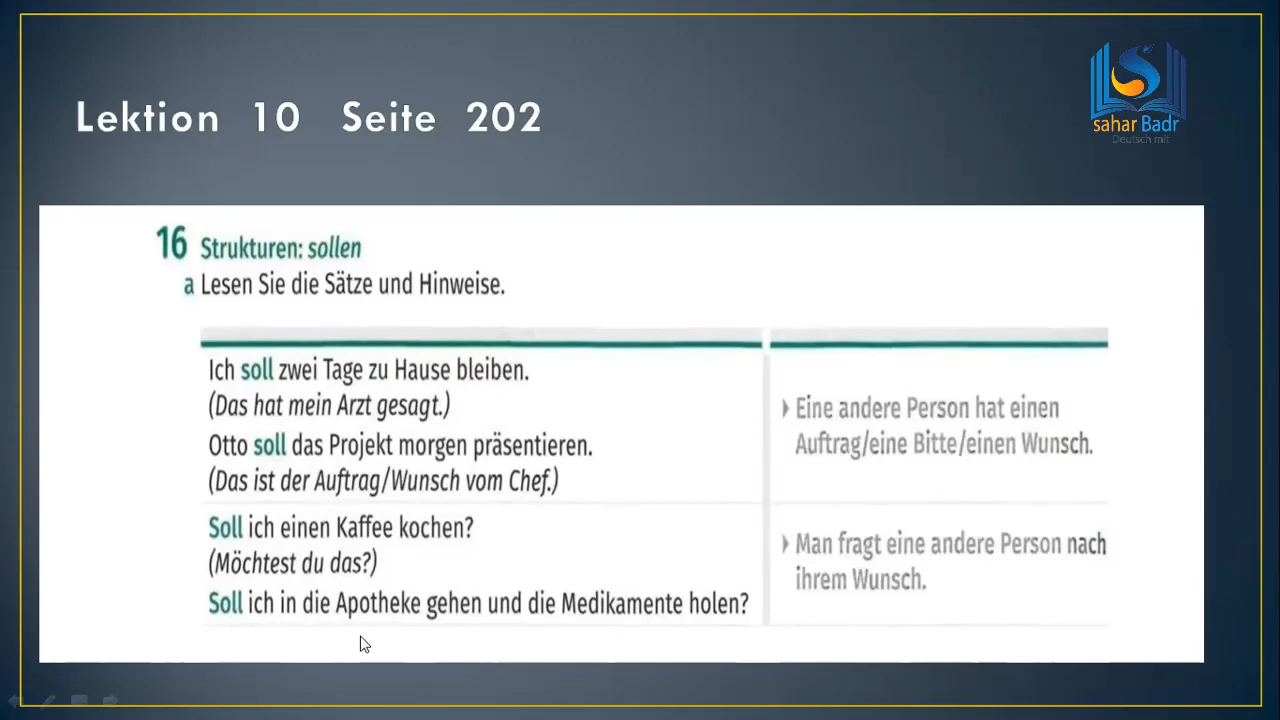 Lektion 10 Seite 202
sahar Badr
Deutsch mit
16 Strukturen: sollen
a Lesen Sie die Sätze und Hinweise.
Ich soll zwei Tage zu Hause bleiben.
(Das hat mein Arzt gesagt.)
Otto soll das Projekt morgen präsentieren.
(Das ist der Auftrag/Wunsch vom Chef.)
Eine andere Person hat einen
Auftrag/eine Bitte/einen Wunsch.
Soll ich einen Kaffee kochen?
(Möchtest du das?)
Soll ich in die Apotheke gehen und die Medikamente holen?
Man fragt eine andere Person nach
ihrem Wunsch.